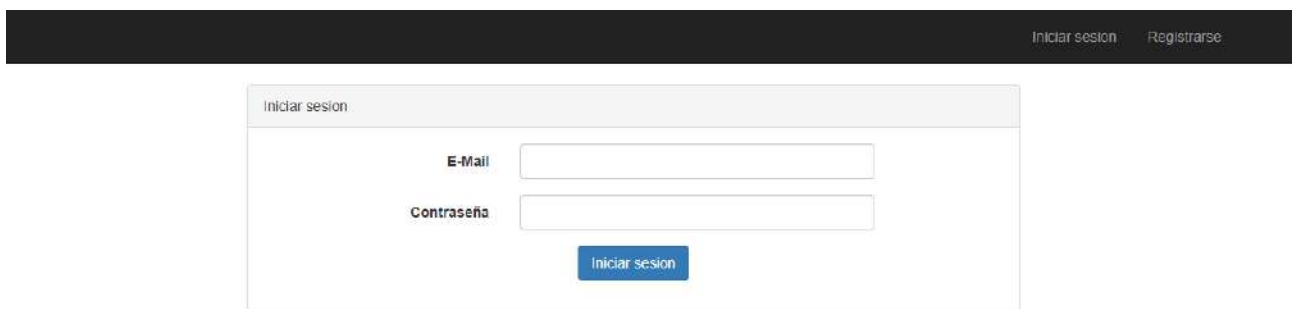 Iniciar sesion Registrarse
Iniciar sesion
E-Mail
Contraseña
Iniciar sesion